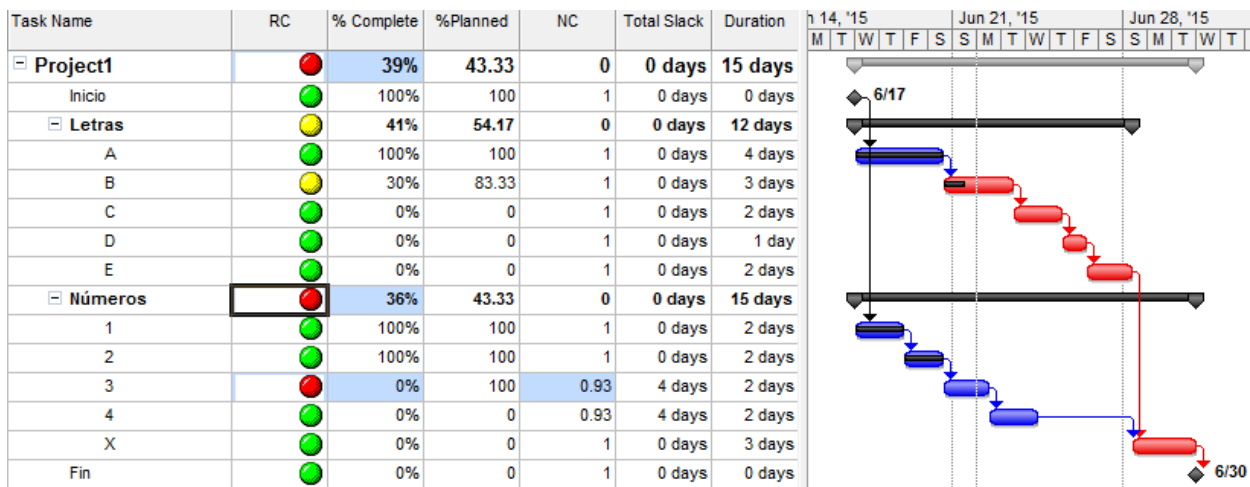 Task Name RC % Complete %Planned NC Total Slack Duration n 14, '15 Jun 21, '15 Jun 28, '15
M T W T F S S M T W T F S S M T W T
Project1 39% 43.33 0 0 days 15 days
Inicio 100% 100 1 0 days 0 days 6/17
Letras 41% 54.17 0 0 days 12 days
A 100% 100 1 0 days 4 days
B 30% 83.33 1 0 days 3 days
C 0% 0 1 0 days 2 days
D 0% 0 1 0 days 1 day
E 0% 0 1 0 days 2 days
Números 36% 43.33 0 0 days 15 days
1 100% 100 1 0 days 2 days
2 100% 100 1 0 days 2 days
3 0% 100 0.93 4 days 2 days
4 0% 0 0.93 4 days 2 days
X 0% 0 1 0 days 3 days
Fin 0% 0 1 0 days 0 days 6/30